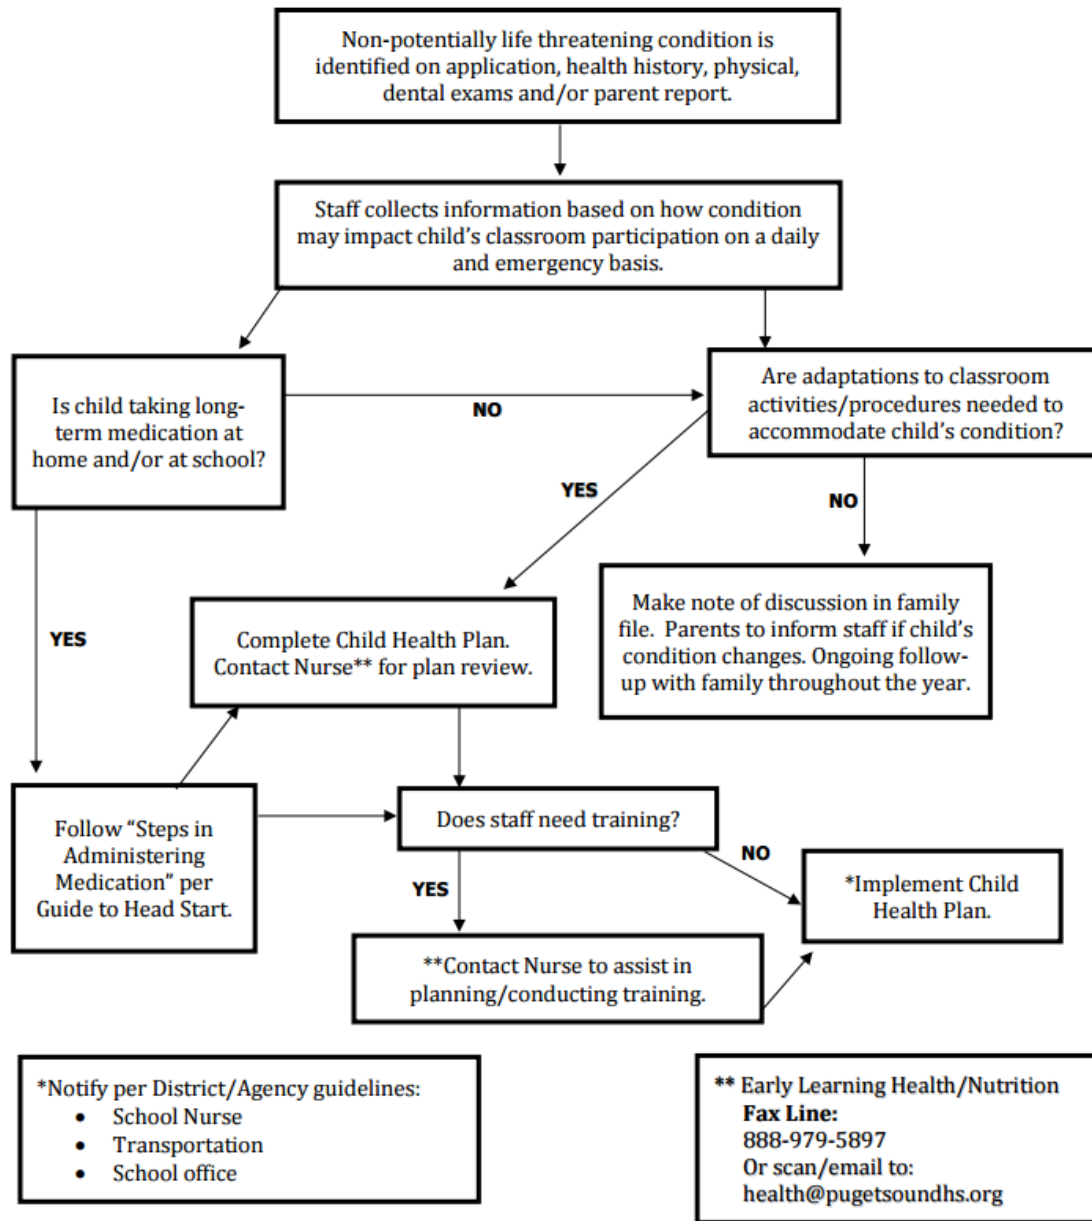 Non-potentially life threatening condition is
identified on application, health history, physical,
dental exams and/or parent report.
Staff collects information based on how condition
may impact child’s classroom participation on a daily
and emergency basis.
Is child taking long-
term medication at
home and/or at school?
NO
Are adaptations to classroom
activities/procedures needed to
accommodate child’s condition?
YES
NO
YES
Complete Child Health Plan.
Contact Nurse** for plan review.
Make note of discussion in family
file.  Parents to inform staff if child’s
condition changes. Ongoing follow-
up with family throughout the year.
Follow “Steps in
Administering
Medication” per
Guide to Head Start.
Does staff need training?
YES
NO
*Implement Child
Health Plan.
**Contact Nurse to assist in
planning/conducting training.
*Notify per District/Agency guidelines:
• School Nurse
• Transportation
• School office
** Early Learning Health/Nutrition
Fax Line:
888-979-5897
Or scan/email to:
health@pugetsoundhs.org